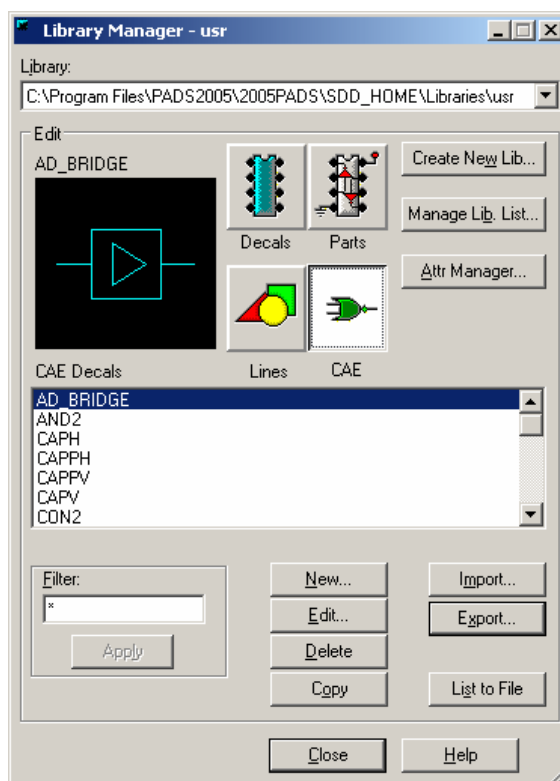 Library Manager - usr
Library:
C:\Program Files\PADS2005\2005PADS\SDD_HOME\Libraries\usr
Edit
AD_BRIDGE
Decals
Parts
Create New Lib...
Manage Lib. List...
Attr Manager...
CAE Decals
Lines
CAE
AD_BRIDGE
AND2
CAPH
CAPPH
CAPPV
CAPV
CON2
Filter:
*
Apply
New...
Edit...
Delete
Copy
Import...
Export...
List to File
Close
Help